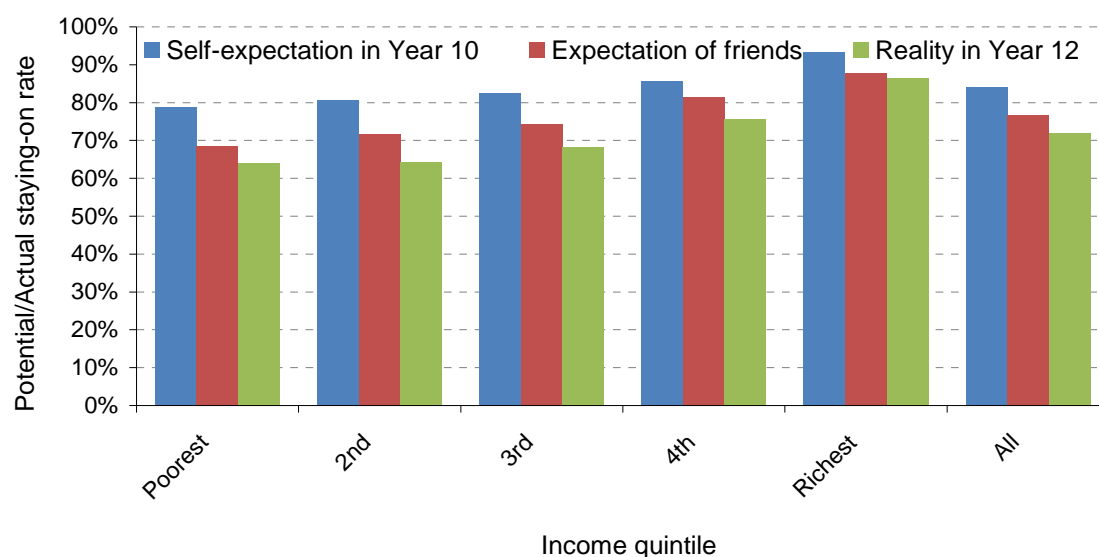 100%
90%
80%
70%
60%
50%
40%
30%
20%
10%
0%
Potential/Actual staying-on rate
Self-expectation in Year 10 Expectation of friends Reality in Year 12
Poorest 2nd 3rd 4th Richest All
Income quintile